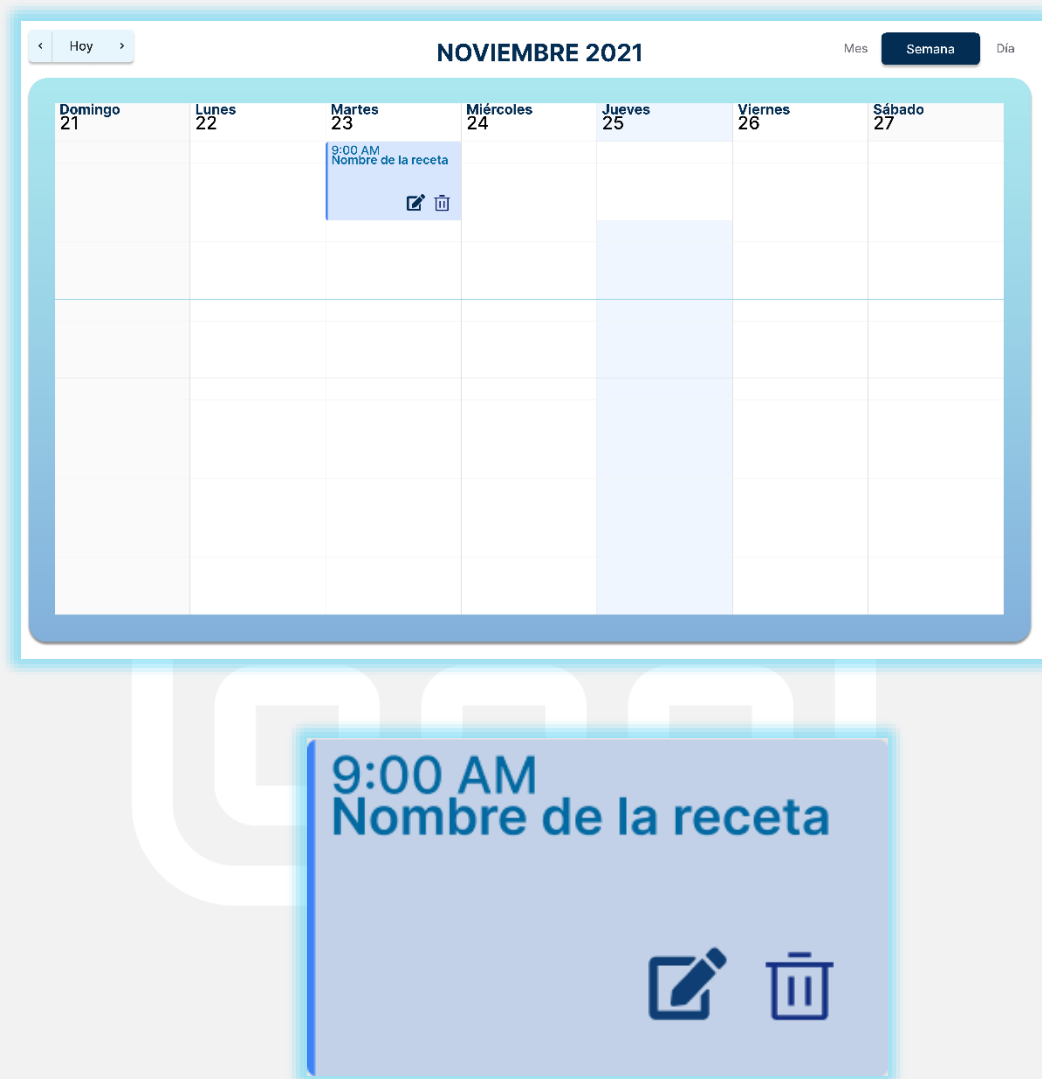 ‹ Hoy ›
NOVIEMBRE 2021
Mes Semana Día
Domingo Lunes Martes Miércoles Jueves Viernes Sábado
21 22 23 24 25 26 27
9:00 AM
Nombre de la receta
9:00 AM
Nombre de la receta